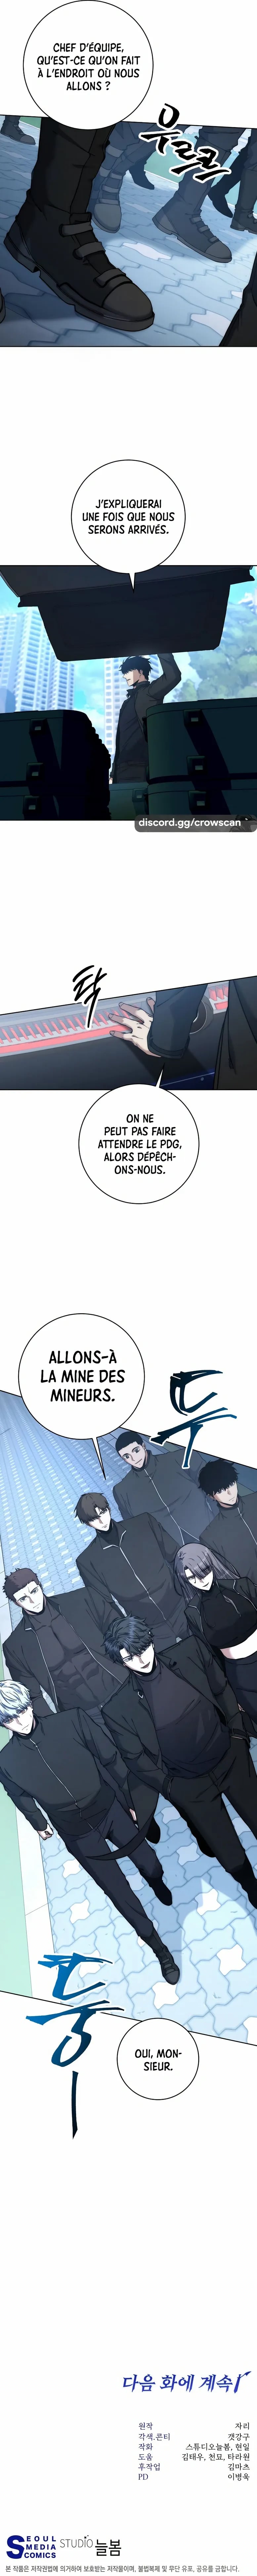 CHEF D'ÉQUIPE,
QU'EST-CE QU'ON FAIT
À L'ENDROIT OÙ NOUS
ALLONS ?
우르르
J'EXPLIQUERAI
UNE FOIS QUE NOUS
SERONS ARRIVÉS.
discord.gg/crowscan
탁
ON NE
PEUT PAS FAIRE
ATTENDRE LE PDG,
ALORS DÉPÊCH-
ONS-NOUS.
ALLONS-À
LA MINE DES
MINEURS.
두
둥
OUI, MON-
SIEUR.
다음 화에 계속
원작 자리
각색.콘티 갯강구
작화 스튜디오늘봄, 현일
도움 김태우, 천묘, 타라원
후작업 김마츠
PD 이병욱
SEOUL
MEDIA
COMICS
STUDIO 늘봄
본 작품은 저작권법에 의거하여 보호받는 저작물이며, 불법복제 및 무단 유포, 공유를 금합니다.